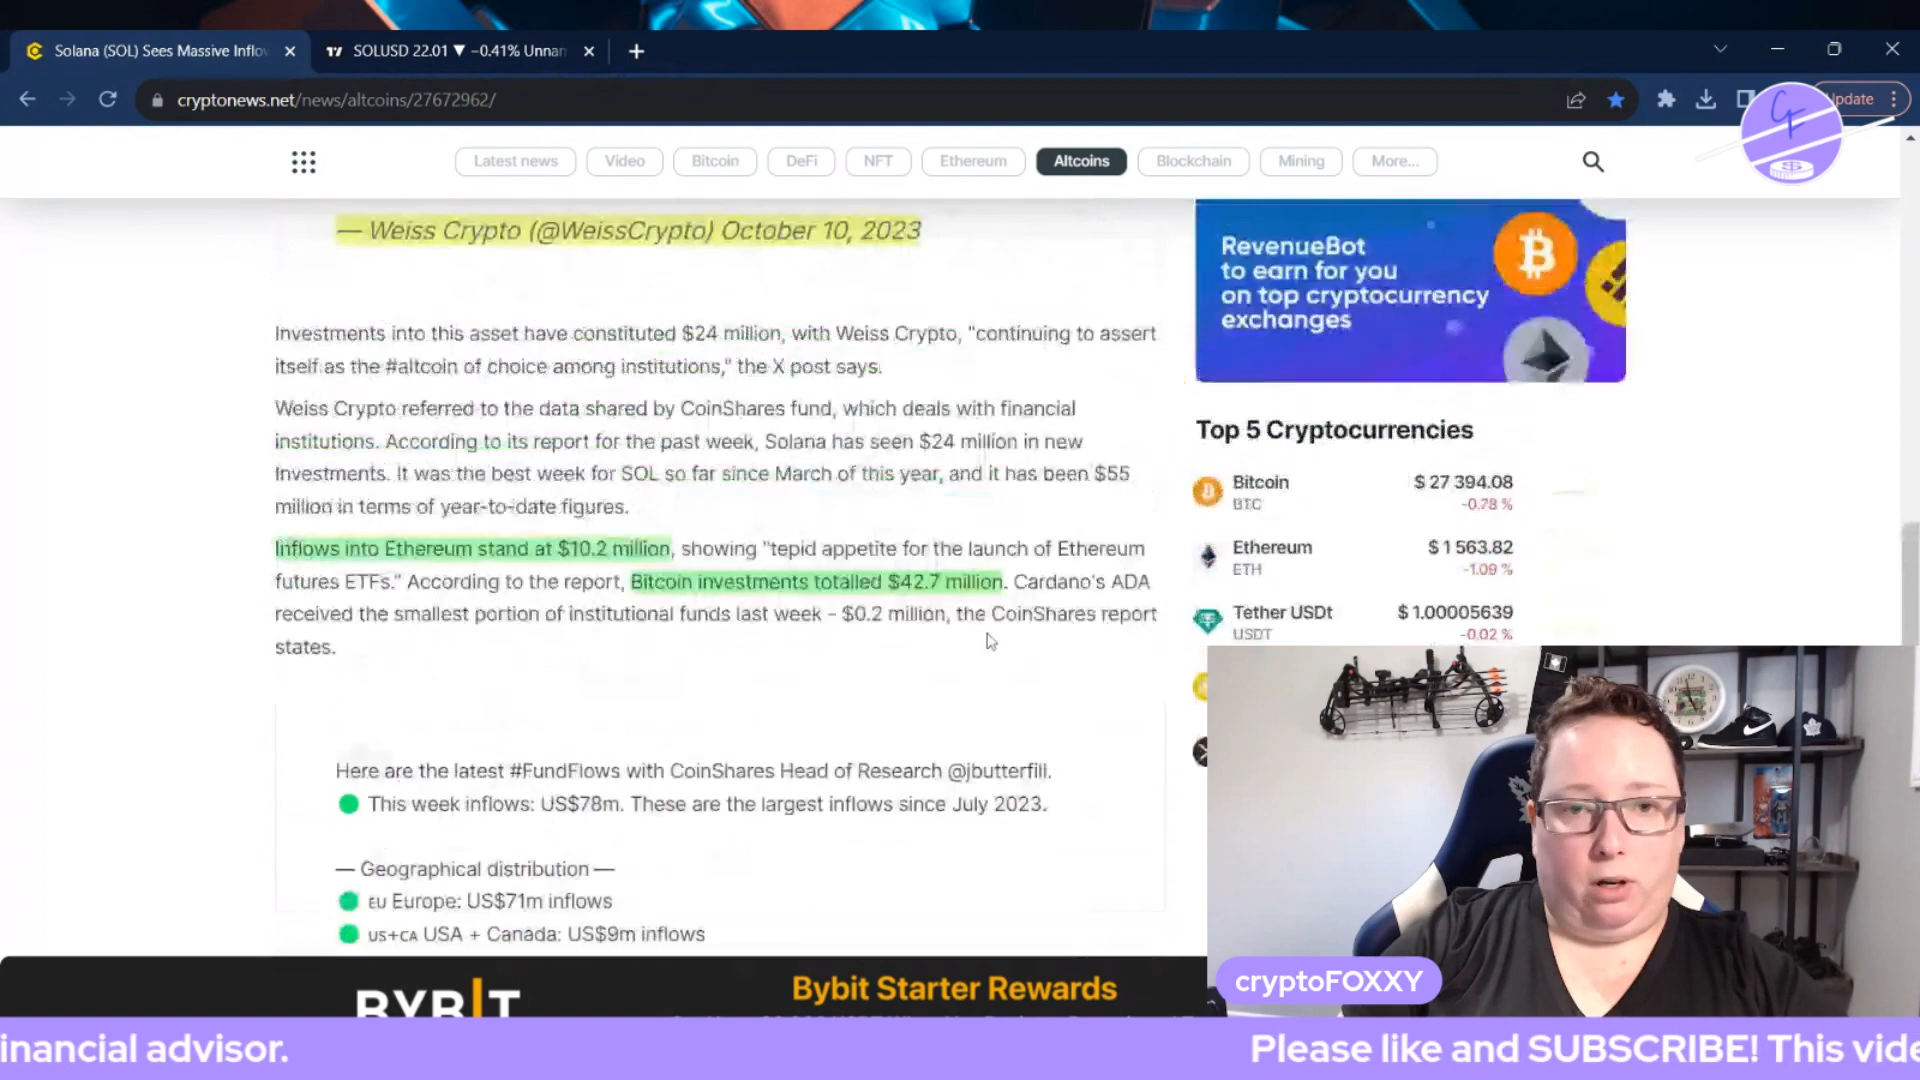 Solana (SOL) Sees Massive Inflo
SOLUSD 22.01 ▼ −0.41% Unnan
cryptonews.net/news/altcoins/27672962/
Update
Latest news
Video
Bitcoin
DeFi
NFT
Ethereum
Altcoins
Blockchain
Mining
More...
— Weiss Crypto (@WeissCrypto) October 10, 2023
Investments into this asset have constituted $24 million, with Weiss Crypto, "continuing to assert
itself as the #altcoin of choice among institutions," the X post says.
Weiss Crypto referred to the data shared by CoinShares fund, which deals with financial
institutions. According to its report for the past week, Solana has seen $24 million in new
investments. It was the best week for SOL so far since March of this year, and it has been $55
million in terms of year-to-date figures.
Inflows into Ethereum stand at $10.2 million, showing "tepid appetite for the launch of Ethereum
futures ETFs." According to the report, Bitcoin investments totalled $42.7 million. Cardano's ADA
received the smallest portion of institutional funds last week – $0.2 million, the CoinShares report
states.
Here are the latest #FundFlows with CoinShares Head of Research @jbutterfill.
This week inflows: US$78m. These are the largest inflows since July 2023.
— Geographical distribution —
EU Europe: US$71m inflows
US+CA USA + Canada: US$9m inflows
RevenueBot
to earn for you
on top cryptocurrency
exchanges
Top 5 Cryptocurrencies
Bitcoin $ 27 394.08
BTC -0.78 %
Ethereum $ 1 563.82
ETH -1.09 %
Tether USDt $ 1.00005639
USDT -0.02 %
BYBIT
Bybit Starter Rewards
cryptoFOXXY
inancial advisor.
Please like and SUBSCRIBE! This vide